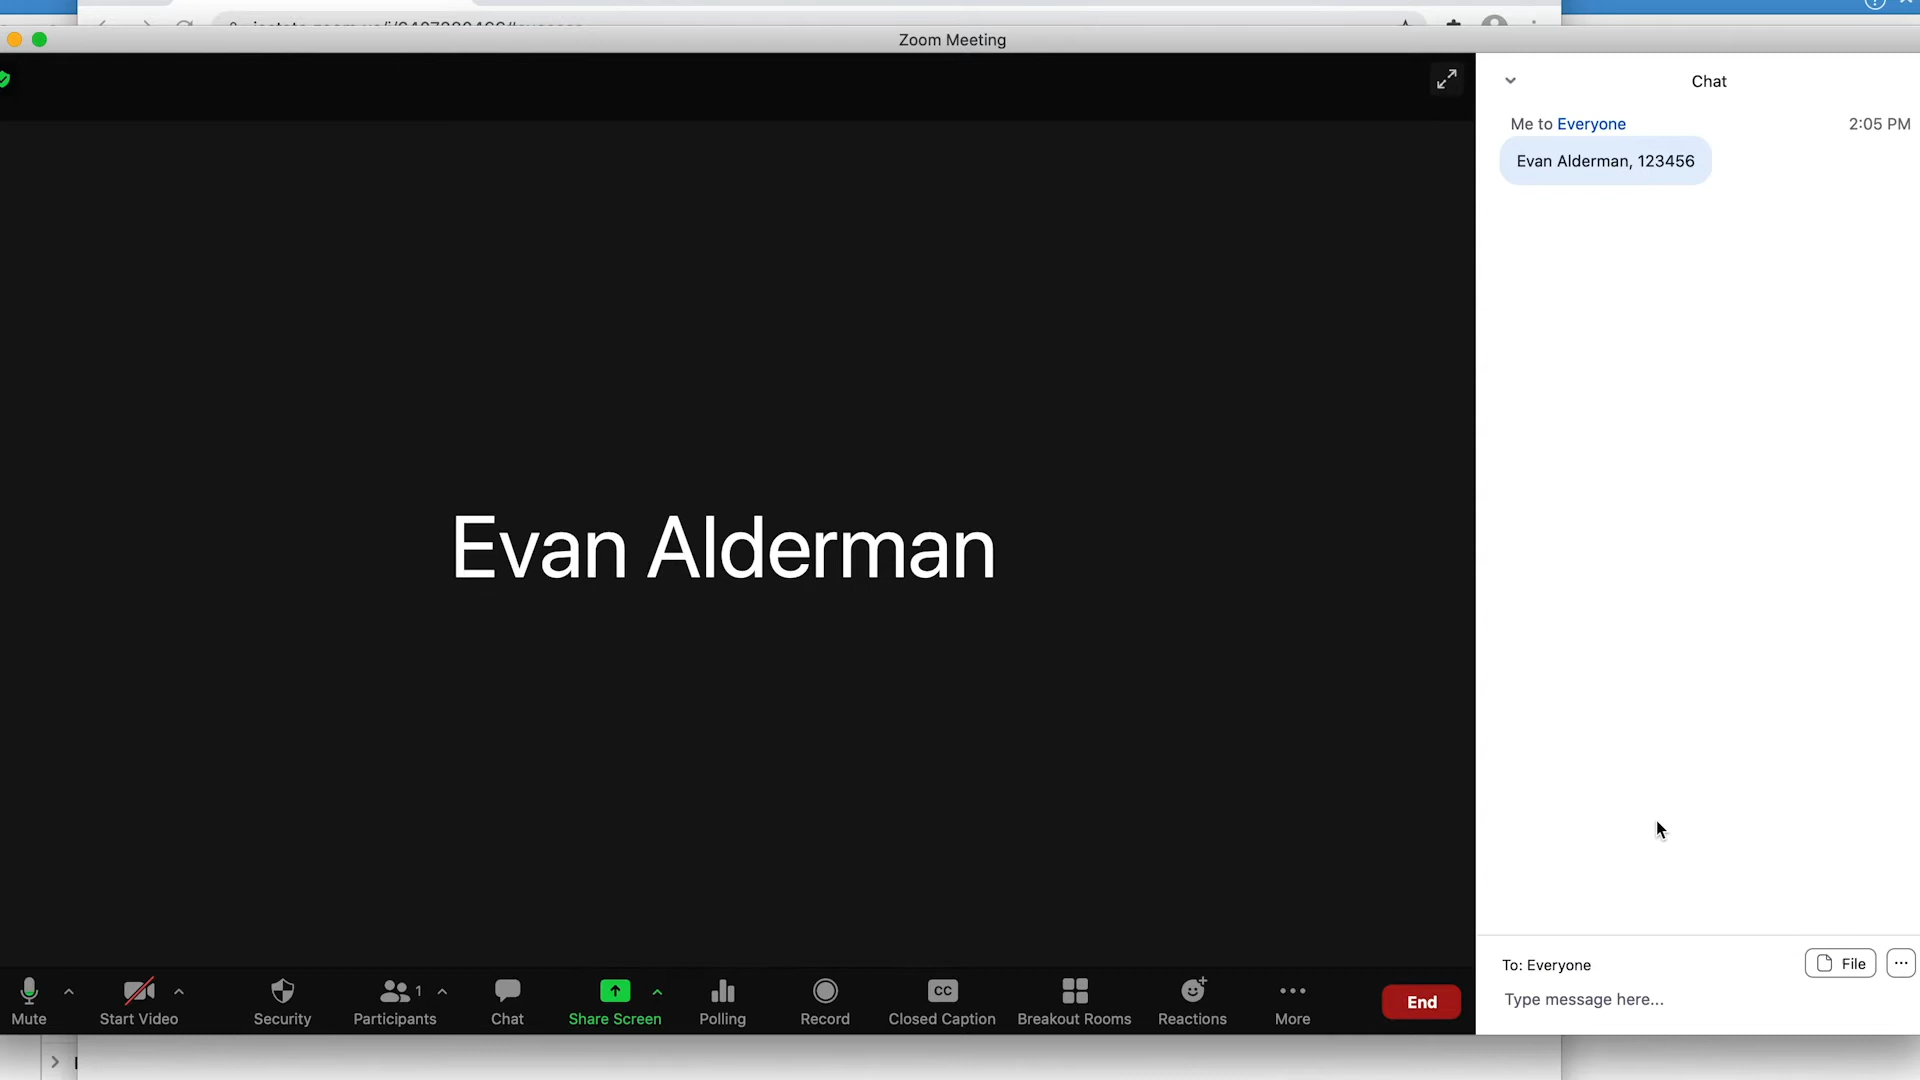 Zoom Meeting
Chat
Me to Everyone 2:05 PM
Evan Alderman, 123456
Evan Alderman
To: Everyone
File
Type message here...
Mute
Start Video
Security
Participants 1
Chat
Share Screen
Polling
Record
CC
Closed Caption
Breakout Rooms
Reactions
More
End